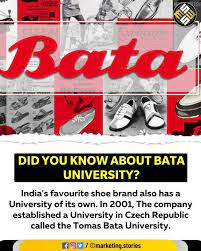 Bata
DID YOU KNOW ABOUT BATA
UNIVERSITY?
India's favourite shoe brand also has a
University of its own. In 2001, The company
established a University in Czech Republic
called the Tomas Bata University.
/ @marketing.stories